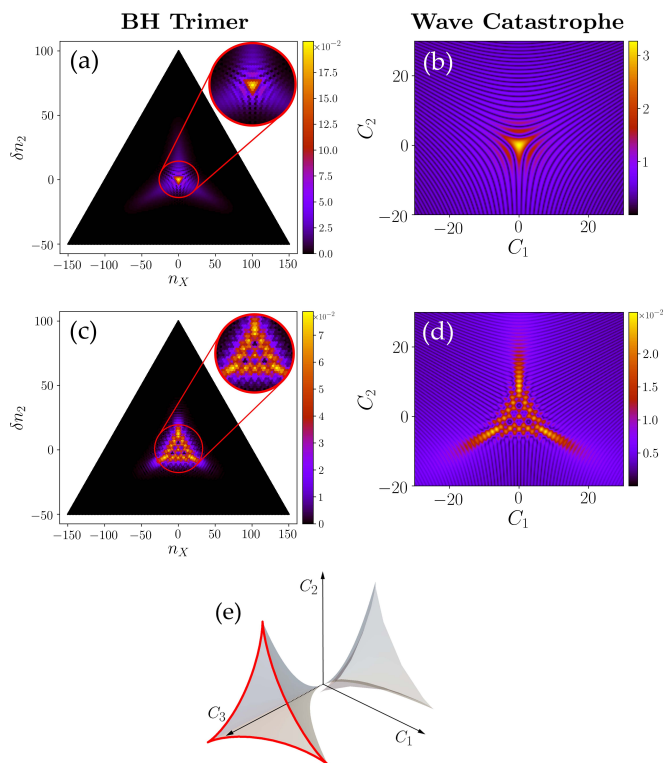 BH Trimer
Wave Catastrophe
(a)
δn₂
100
50
0
−50
−150 −100 −50 0 50 100 150
n_X
×10⁻²
17.5
15.0
12.5
10.0
7.5
5.0
2.5
0.0
(b)
C₂
20
0
−20
−20 0 20
C₁
3
2
1
(c)
δn₂
100
50
0
−50
−150 −100 −50 0 50 100 150
n_X
×10⁻²
7
6
5
4
3
2
1
0
(d)
C₂
20
0
−20
−20 0 20
C₁
×10⁻²
2.0
1.5
1.0
0.5
(e)
C₂
C₃
C₁